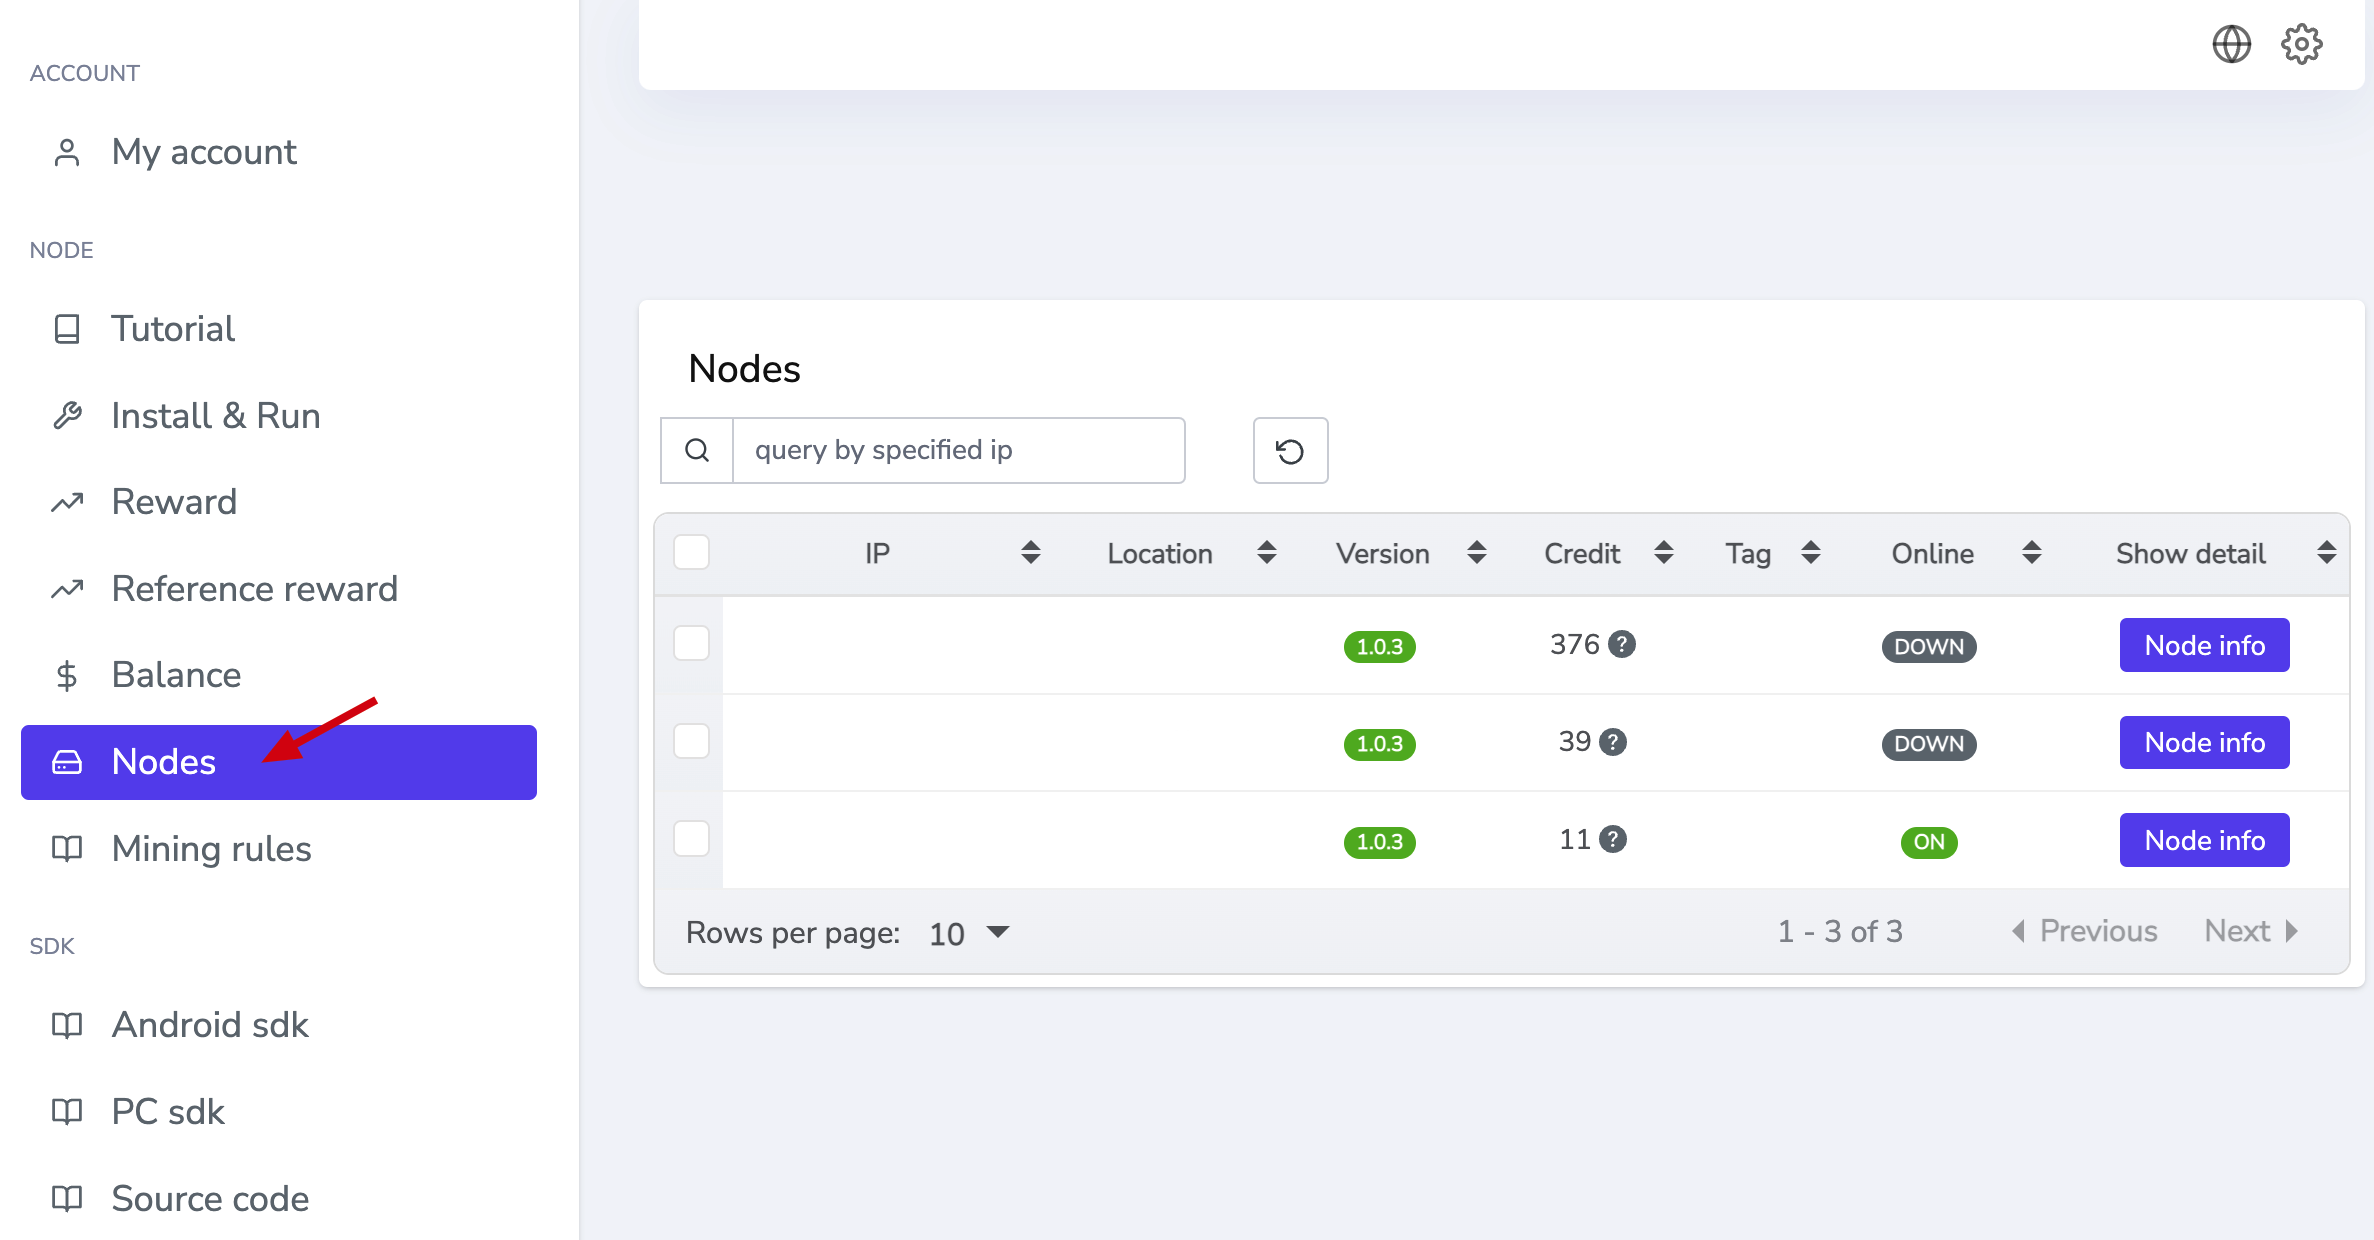 ACCOUNT
My account
NODE
Tutorial
Install & Run
Reward
Reference reward
Balance
Nodes
Mining rules
SDK
Android sdk
PC sdk
Source code
Nodes
query by specified ip
IP Location Version Credit Tag Online Show detail
1.0.3 376 ? DOWN Node info
1.0.3 39 ? DOWN Node info
1.0.3 11 ? ON Node info
Rows per page: 10 1 - 3 of 3 Previous Next